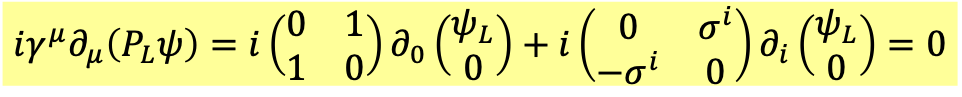 iγ^μ∂_μ(P_Lψ) = i (0 1; 1 0) ∂_0 (ψ_L; 0) + i (0 σ^i; −σ^i 0) ∂_i (ψ_L; 0) = 0